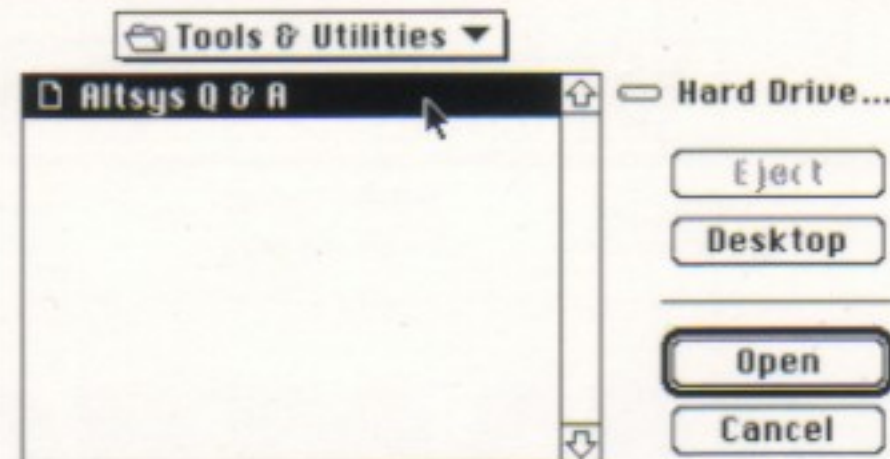 Tools & Utilities
Altsys Q & A
Hard Drive...
Eject
Desktop
Open
Cancel